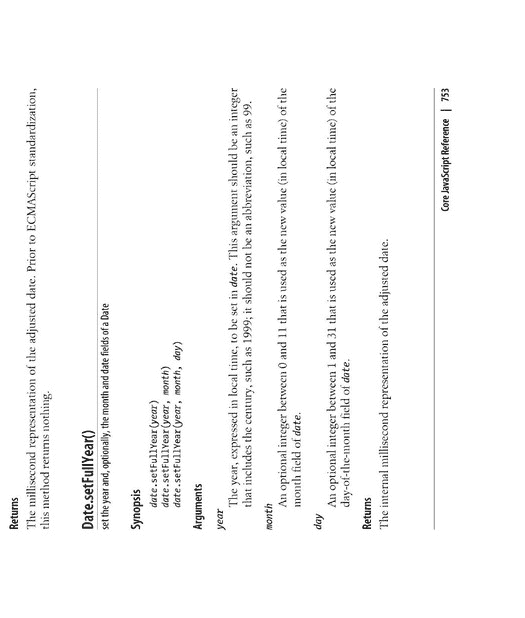 Returns
The millisecond representation of the adjusted date. Prior to ECMAScript standardization,
this method returns nothing.
Date.setFullYear()
set the year and, optionally, the month and date fields of a Date
Synopsis
date.setFullYear(year)
date.setFullYear(year, month)
date.setFullYear(year, month, day)
Arguments
year
The year, expressed in local time, to be set in date. This argument should be an integer
that includes the century, such as 1999; it should not be an abbreviation, such as 99.
month
An optional integer between 0 and 11 that is used as the new value (in local time) of the
month field of date.
day
An optional integer between 1 and 31 that is used as the new value (in local time) of the
day-of-the-month field of date.
Returns
The internal millisecond representation of the adjusted date.
Core JavaScript Reference | 753